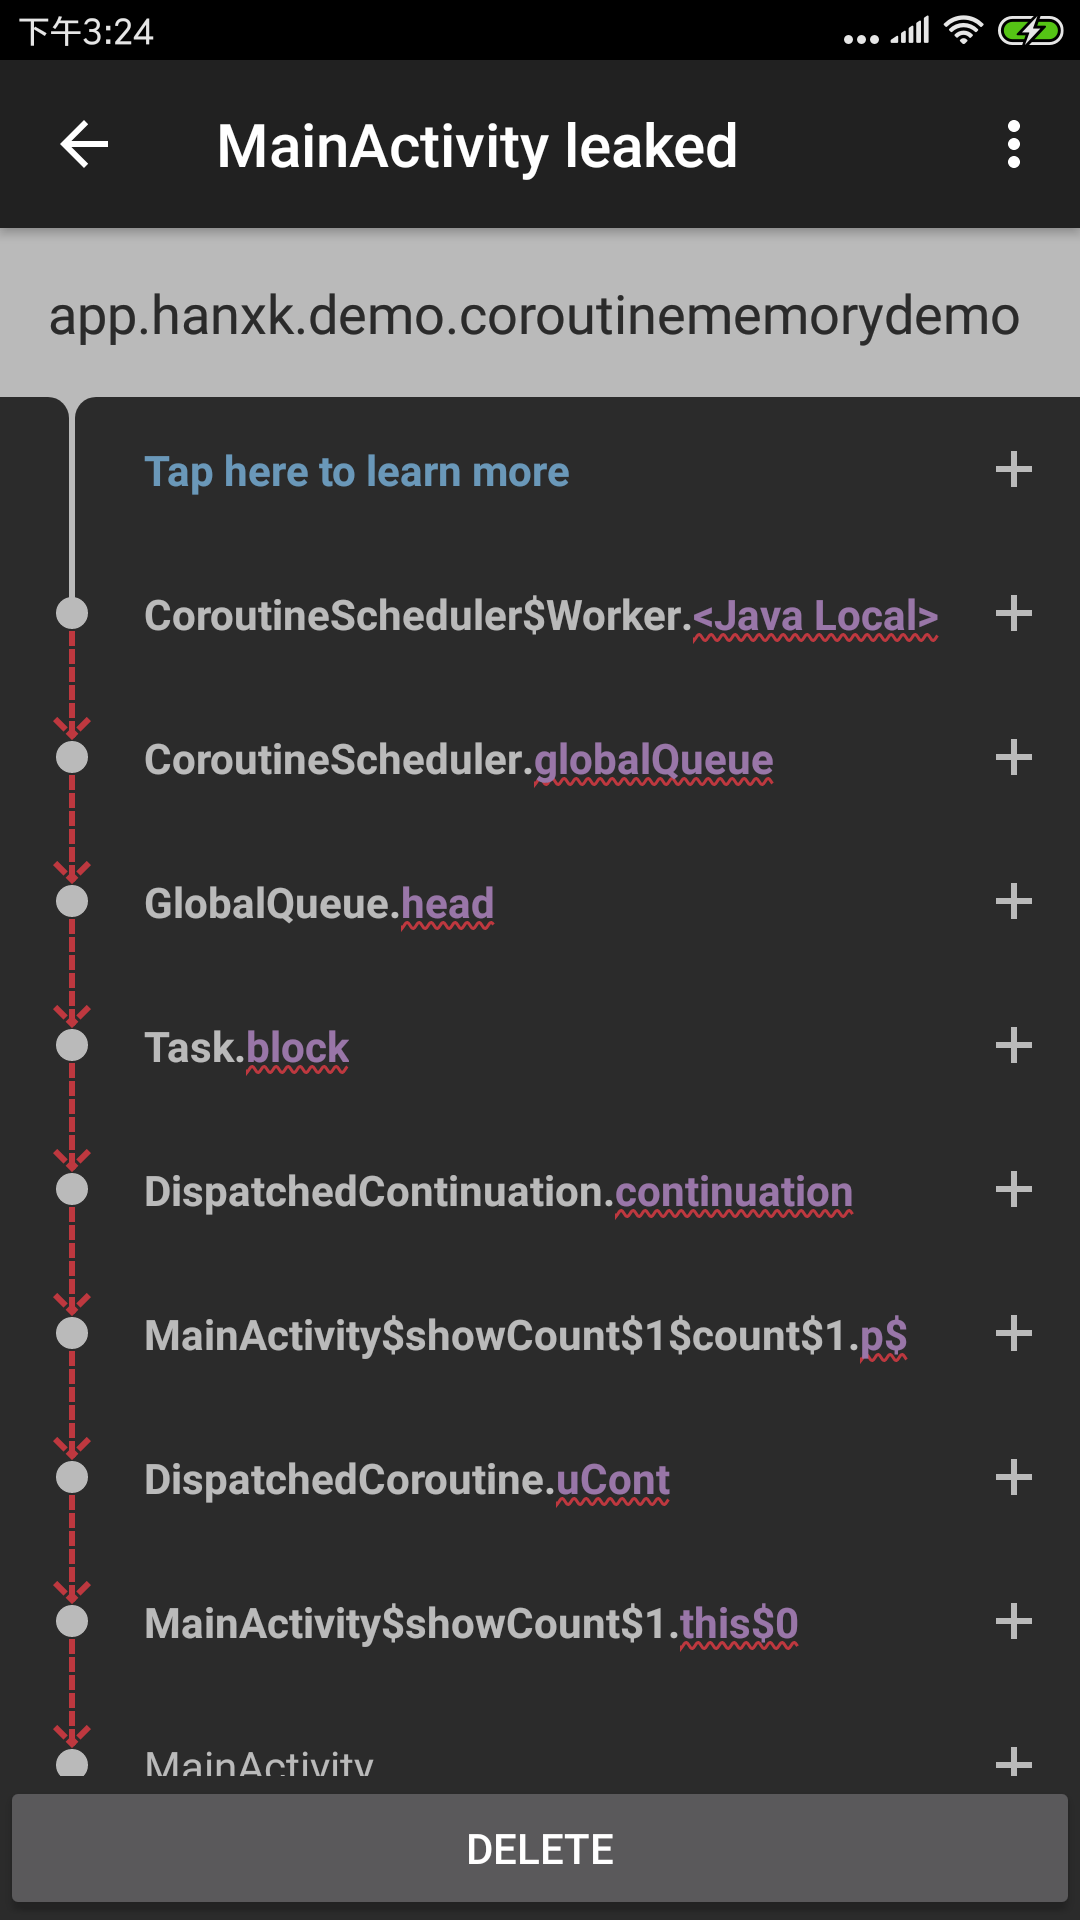 下午3:24
MainActivity leaked
app.hanxk.demo.coroutinememorydemo
Tap here to learn more
CoroutineScheduler$Worker.<Java Local>
CoroutineScheduler.globalQueue
GlobalQueue.head
Task.block
DispatchedContinuation.continuation
MainActivity$showCount$1$count$1.p$
DispatchedCoroutine.uCont
MainActivity$showCount$1.this$0
MainActivity
DELETE